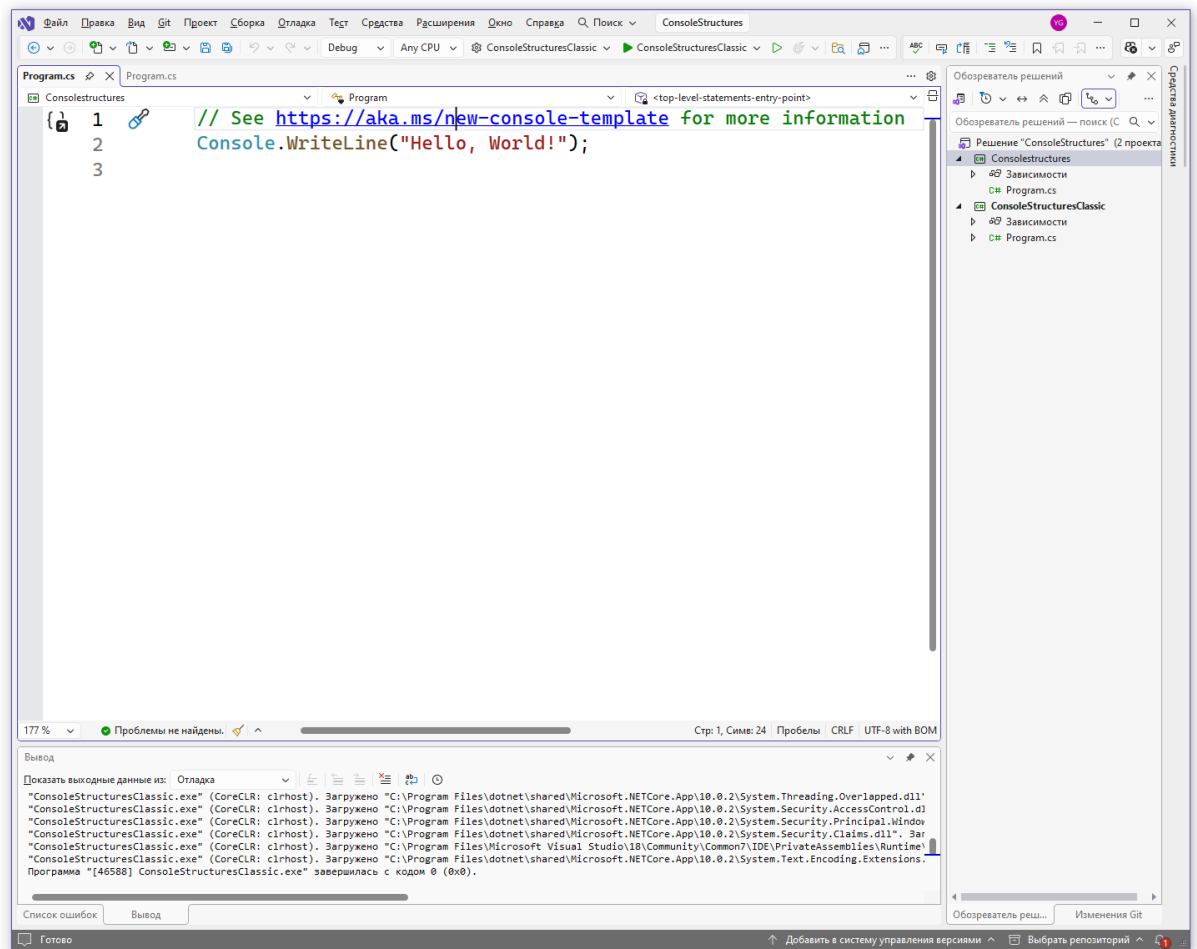 Файл Правка Вид Git Проект Сборка Отладка Тест Средства Расширения Окно Справка Поиск ConsoleStructures YG
Debug Any CPU ConsoleStructuresClassic ConsoleStructuresClassic
Program.cs Program.cs
Consolestructures Program <top-level-statements-entry-point>
1 // See https://aka.ms/new-console-template for more information
2 Console.WriteLine("Hello, World!");
3
177 % Проблемы не найдены. Стр: 1, Симв: 24 Пробелы CRLF UTF-8 with BOM
Вывод
Показать выходные данные из: Отладка
"ConsoleStructuresClassic.exe" (CoreCLR: clrhost). Загружено "C:\Program Files\dotnet\shared\Microsoft.NETCore.App\10.0.2\System.Threading.Overlapped.dll"
"ConsoleStructuresClassic.exe" (CoreCLR: clrhost). Загружено "C:\Program Files\dotnet\shared\Microsoft.NETCore.App\10.0.2\System.Security.AccessControl.dl
"ConsoleStructuresClassic.exe" (CoreCLR: clrhost). Загружено "C:\Program Files\dotnet\shared\Microsoft.NETCore.App\10.0.2\System.Security.Principal.Window
"ConsoleStructuresClassic.exe" (CoreCLR: clrhost). Загружено "C:\Program Files\dotnet\shared\Microsoft.NETCore.App\10.0.2\System.Security.Claims.dll". Заг
"ConsoleStructuresClassic.exe" (CoreCLR: clrhost). Загружено "C:\Program Files\Microsoft Visual Studio\18\Community\Common7\IDE\PrivateAssemblies\Runtime\
"ConsoleStructuresClassic.exe" (CoreCLR: clrhost). Загружено "C:\Program Files\dotnet\shared\Microsoft.NETCore.App\10.0.2\System.Text.Encoding.Extensions.
Программа "[46588] ConsoleStructuresClassic.exe" завершилась с кодом 0 (0x0).
Список ошибок Вывод
Обозреватель решений
Обозреватель решений — поиск (C
Решение "ConsoleStructures" (2 проекта
Consolestructures
Зависимости
C# Program.cs
ConsoleStructuresClassic
Зависимости
C# Program.cs
Обозреватель реш... Изменения Git
Средства диагностики
Готово Добавить в систему управления версиями Выбрать репозиторий 1